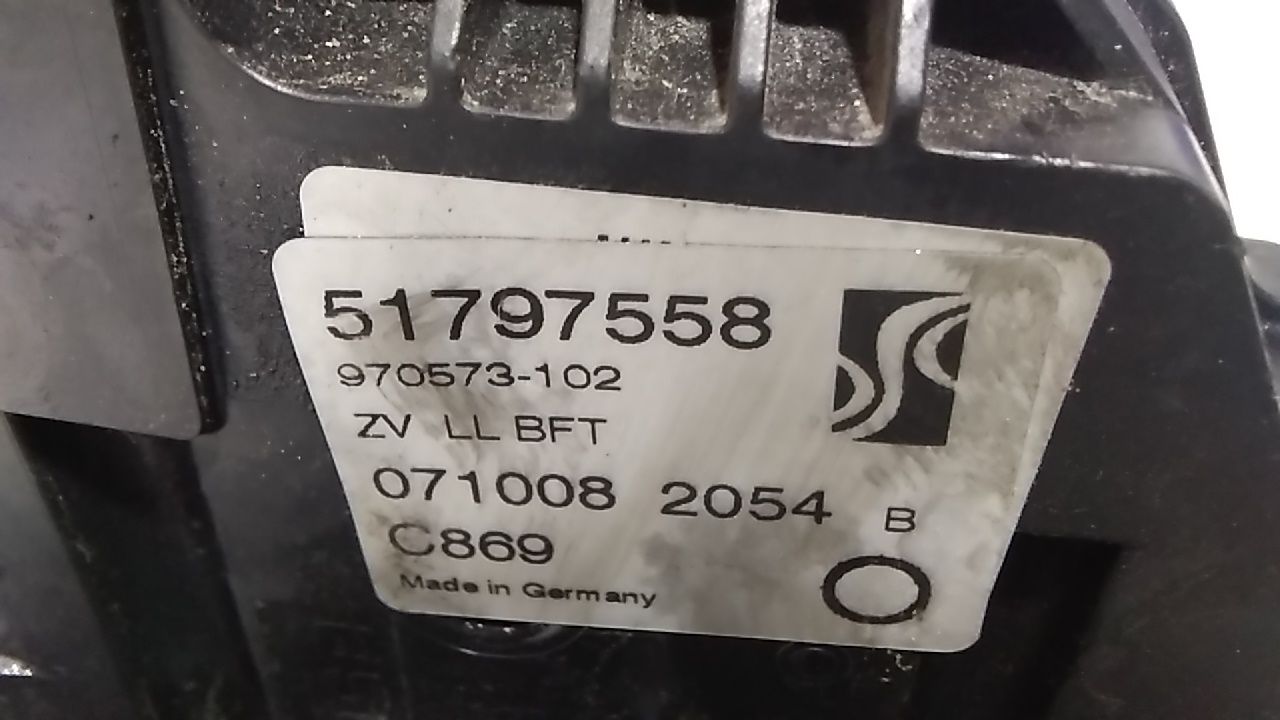 51797558
970573-102
ZV LL BFT
071008 2054 B
C869
Made in Germany